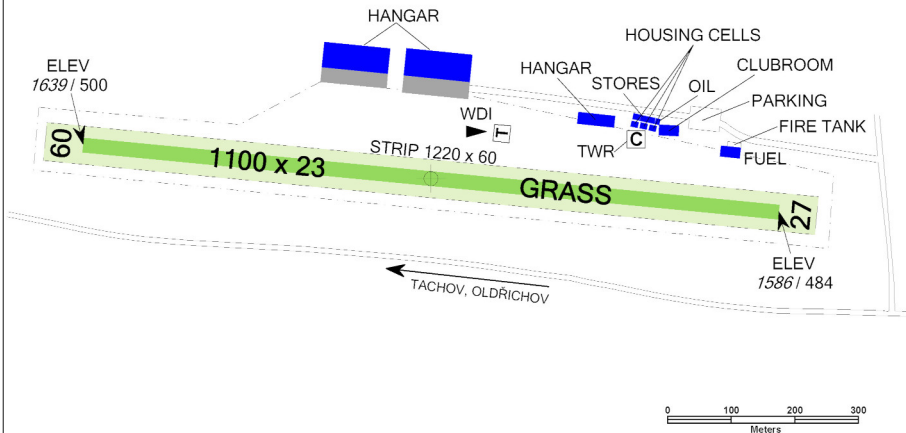 HANGAR
HOUSING CELLS
ELEV
1639 / 500
HANGAR
STORES
OIL
CLUBROOM
PARKING
FIRE TANK
WDI
T
TWR
C
FUEL
09
1100 x 23
STRIP 1220 x 60
GRASS
27
ELEV
1586 / 484
TACHOV, OLDŘICHOV
0 100 200 300
Meters